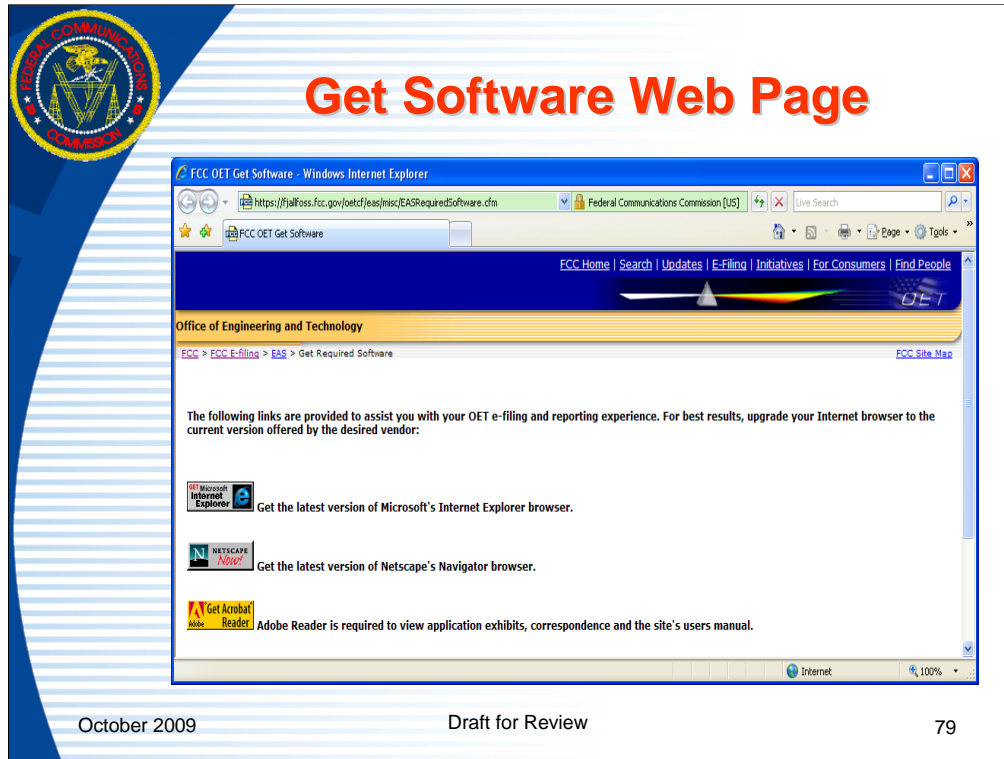 FEDERAL COMMUNICATIONS COMMISSION
Get Software Web Page
FCC OET Get Software - Windows Internet Explorer
https://fjallfoss.fcc.gov/oetcf/eas/misc/EASRequiredSoftware.cfm
Federal Communications Commission [US]
Live Search
FCC OET Get Software
Page
Tools
»
FCC Home | Search | Updates | E-Filing | Initiatives | For Consumers | Find People
OET
Office of Engineering and Technology
FCC > FCC E-filing > EAS > Get Required Software
FCC Site Map
The following links are provided to assist you with your OET e-filing and reporting experience. For best results, upgrade your Internet browser to the
current version offered by the desired vendor:
GET Microsoft
Internet
Explorer
Get the latest version of Microsoft's Internet Explorer browser.
N NETSCAPE
Now!
Get the latest version of Netscape's Navigator browser.
Get Acrobat
Adobe Reader
Adobe Reader is required to view application exhibits, correspondence and the site's users manual.
Internet
100%
October 2009
Draft for Review
79